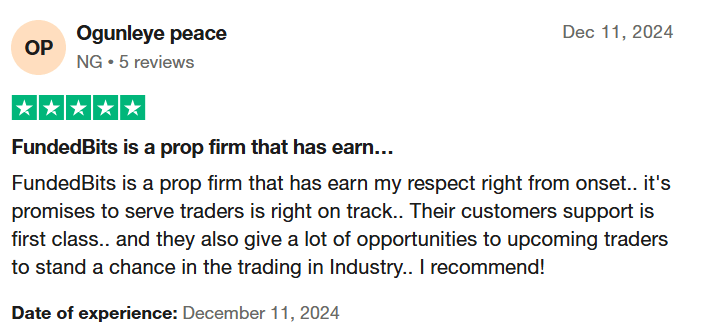 OP
Ogunleye peace
Dec 11, 2024
NG • 5 reviews
FundedBits is a prop firm that has earn...
FundedBits is a prop firm that has earn my respect right from onset.. it's
promises to serve traders is right on track.. Their customers support is
first class.. and they also give a lot of opportunities to upcoming traders
to stand a chance in the trading in Industry.. I recommend!
Date of experience: December 11, 2024